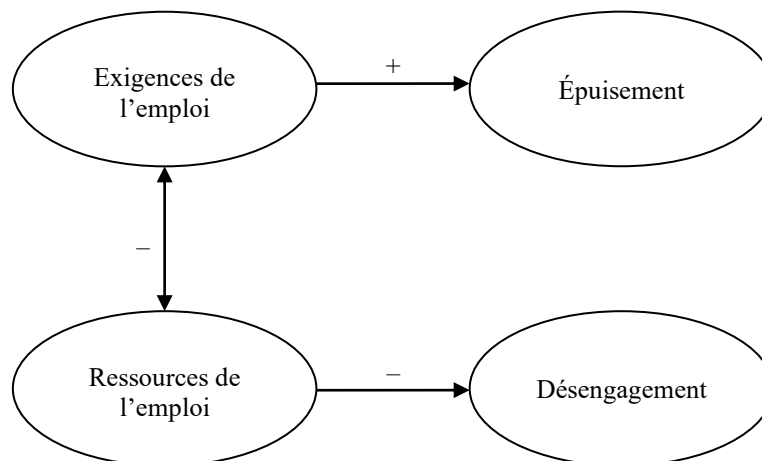 Exigences de
l’emploi
+
Épuisement
–
Ressources de
l’emploi
–
Désengagement